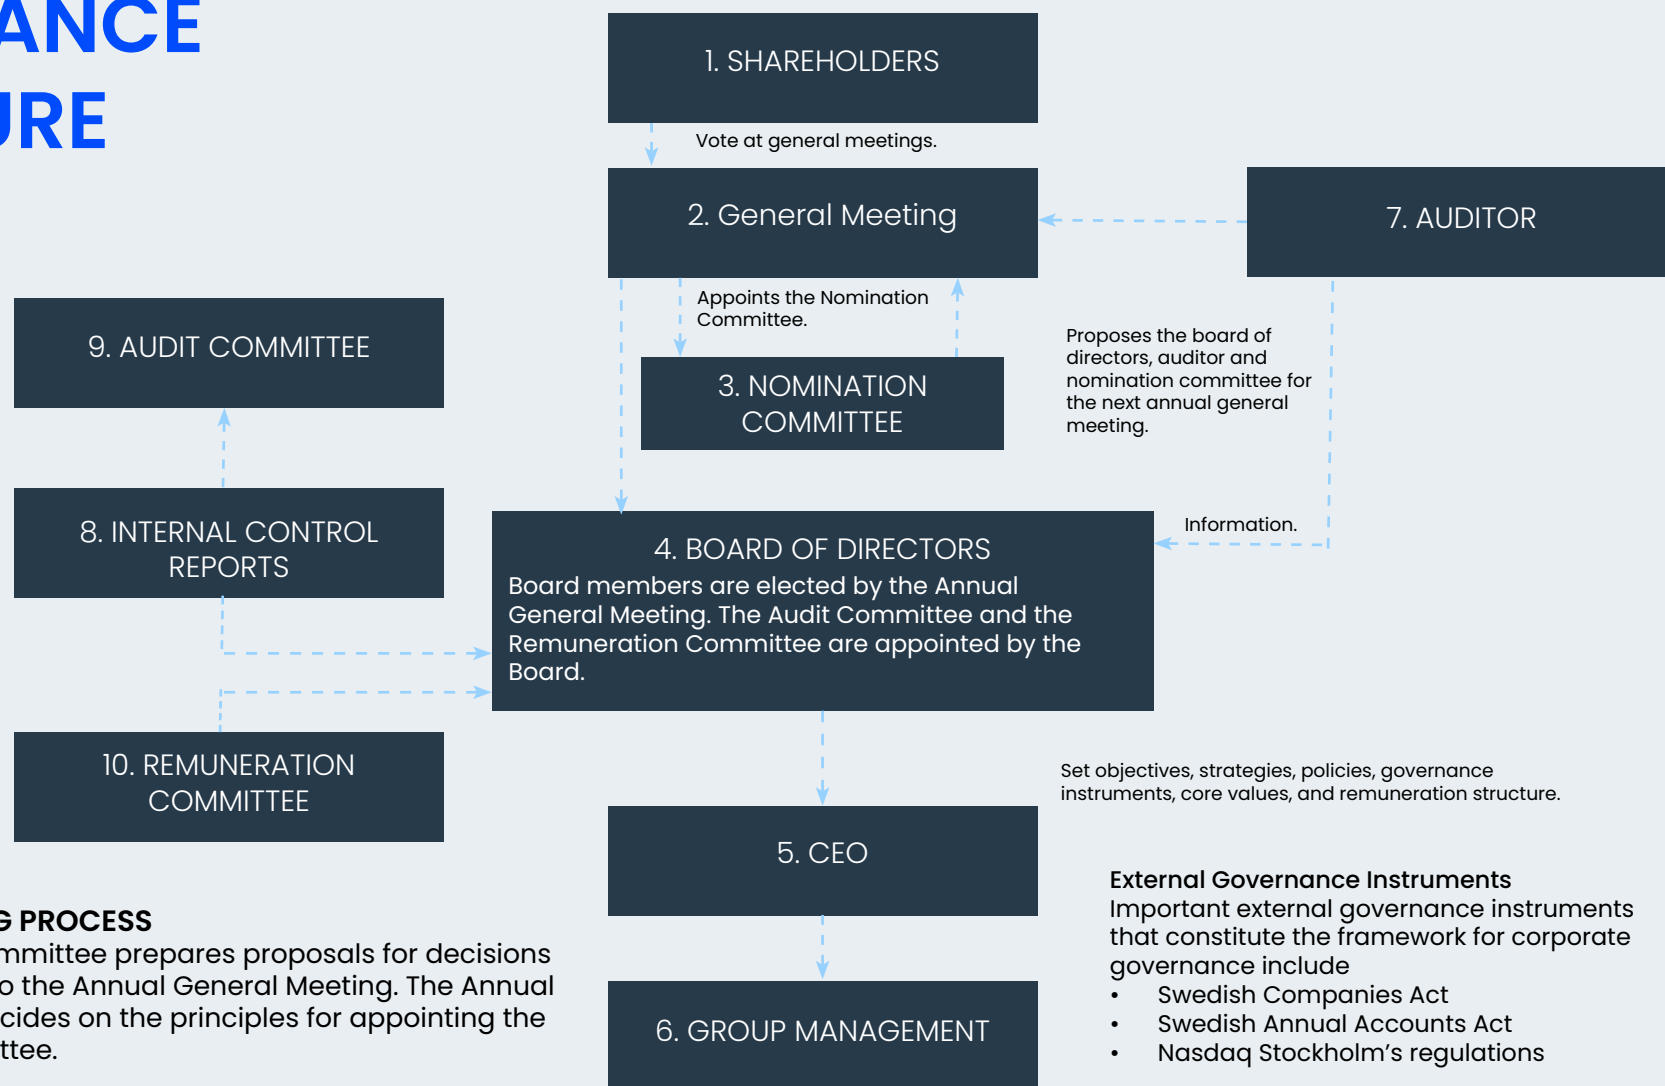 ANCE
URE
1. SHAREHOLDERS
Vote at general meetings.
2. General Meeting
7. AUDITOR
Appoints the Nomination
Committee.
9. AUDIT COMMITTEE
Proposes the board of
directors, auditor and
nomination committee for
the next annual general
meeting.
3. NOMINATION
COMMITTEE
8. INTERNAL CONTROL
REPORTS
Information.
4. BOARD OF DIRECTORS
Board members are elected by the Annual
General Meeting. The Audit Committee and the
Remuneration Committee are appointed by the
Board.
10. REMUNERATION
COMMITTEE
Set objectives, strategies, policies, governance
instruments, core values, and remuneration structure.
5. CEO
G PROCESS
mmittee prepares proposals for decisions
o the Annual General Meeting. The Annual
cides on the principles for appointing the
ttee.
6. GROUP MANAGEMENT
External Governance Instruments
Important external governance instruments
that constitute the framework for corporate
governance include
• Swedish Companies Act
• Swedish Annual Accounts Act
• Nasdaq Stockholm’s regulations